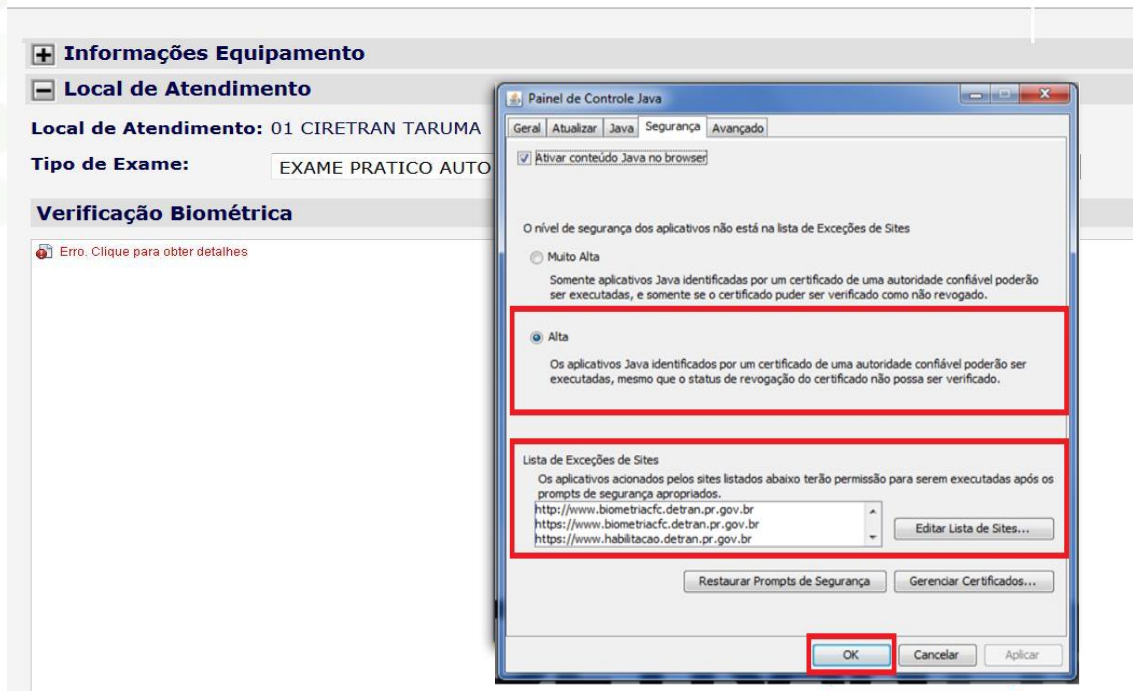 Informações Equipamento
Local de Atendimento
Local de Atendimento: 01 CIRETRAN TARUMA
Tipo de Exame: EXAME PRATICO AUTO
Verificação Biométrica
Erro. Clique para obter detalhes
Painel de Controle Java
Geral Atualizar Java Segurança Avançado
Ativar conteúdo Java no browser
O nível de segurança dos aplicativos não está na lista de Exceções de Sites
Muito Alta
Somente aplicativos Java identificadas por um certificado de uma autoridade confiável poderão
ser executadas, e somente se o certificado puder ser verificado como não revogado.
Alta
Os aplicativos Java identificados por um certificado de uma autoridade confiável poderão ser
executadas, mesmo que o status de revogação do certificado não possa ser verificado.
Lista de Exceções de Sites
Os aplicativos acionados pelos sites listados abaixo terão permissão para serem executadas após os
prompts de segurança apropriados.
http://www.biometriacfc.detran.pr.gov.br
https://www.biometriacfc.detran.pr.gov.br
https://www.habilitacao.detran.pr.gov.br
Editar Lista de Sites...
Restaurar Prompts de Segurança Gerenciar Certificados...
OK Cancelar Aplicar